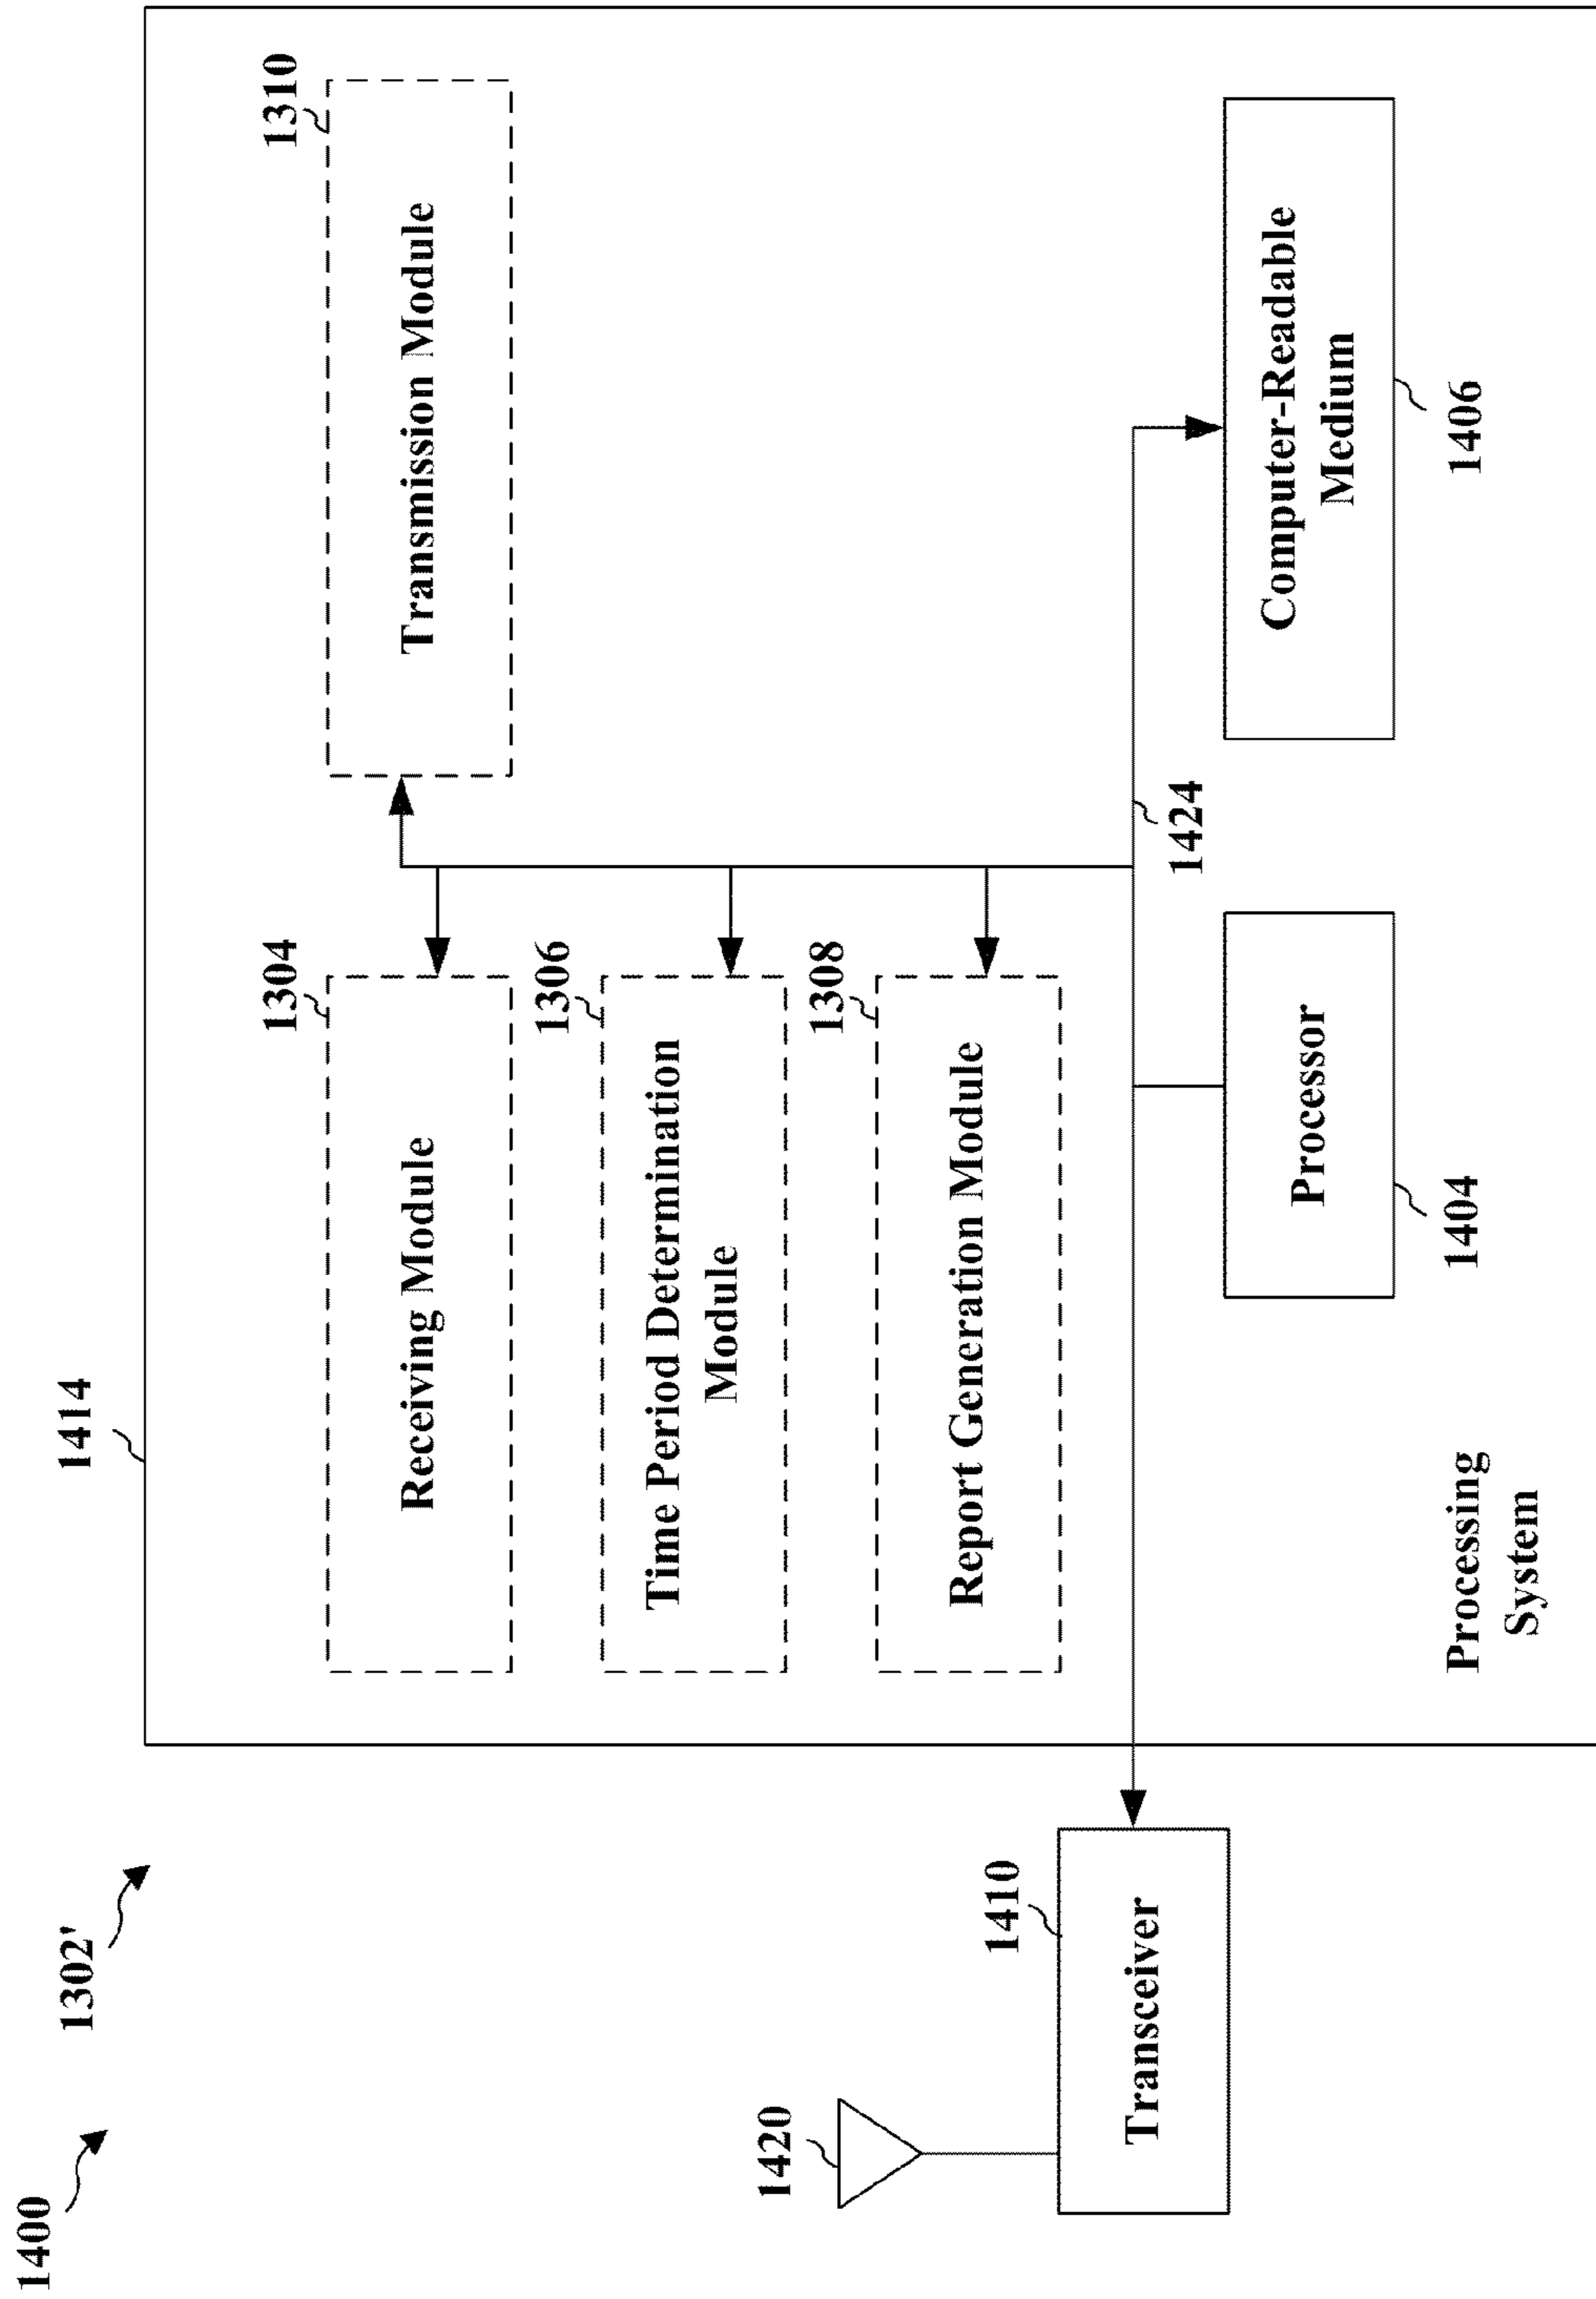 1400
1302'
1414
1304
Receiving Module
1310
Transmission Module
1306
Time Period Determination
Module
1308
Report Generation Module
1420
1410
Transceiver
1424
Processor
1404
Computer-Readable
Medium
1406
Processing
System